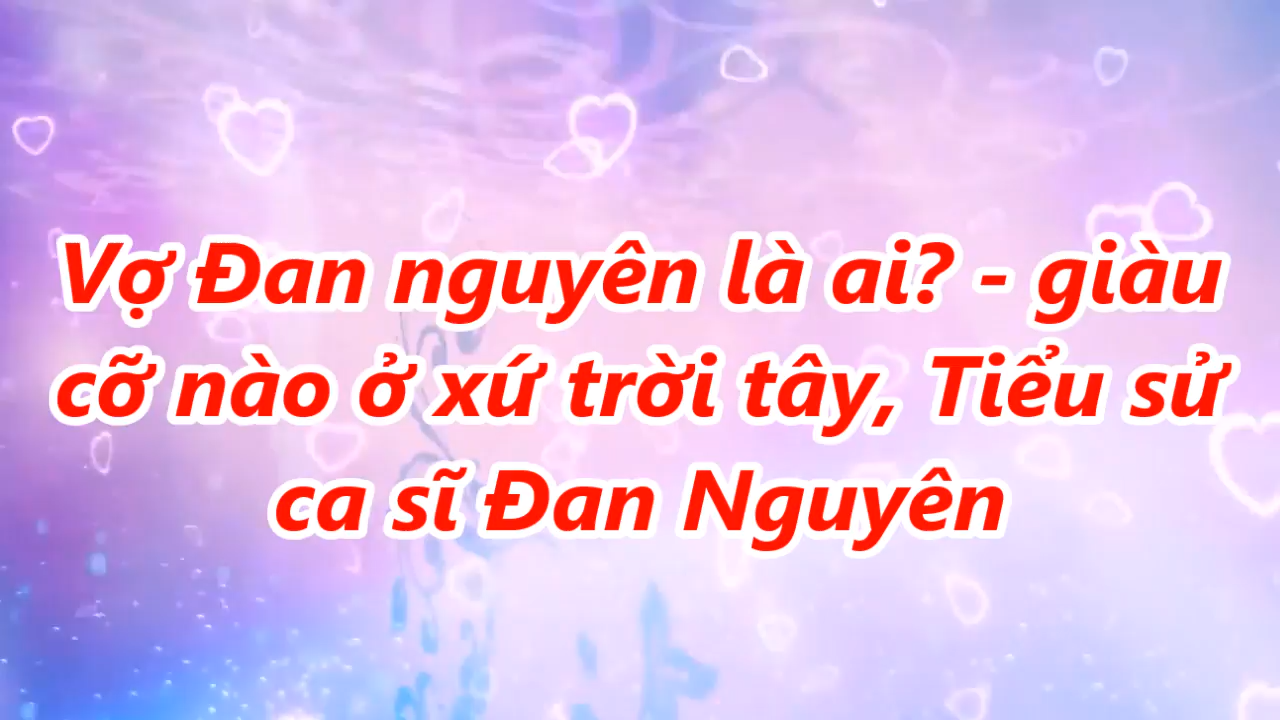 Vợ Đan nguyên là ai? - giàu
cỡ nào ở xứ trời tây, Tiểu sử
ca sĩ Đan Nguyên